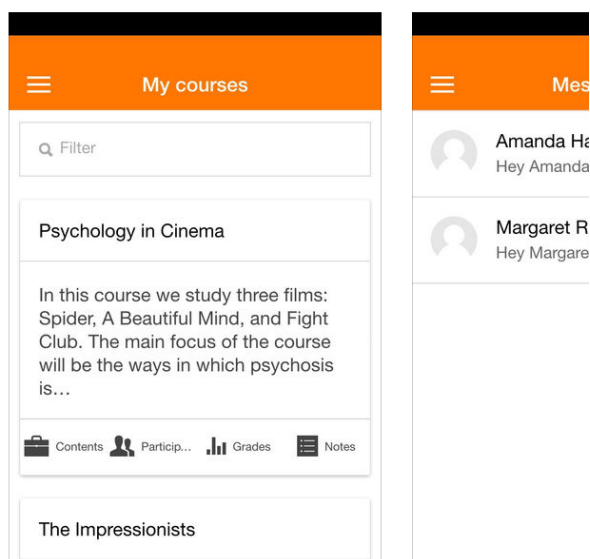 My courses
Filter
Psychology in Cinema
In this course we study three films:
Spider, A Beautiful Mind, and Fight
Club. The main focus of the course
will be the ways in which psychosis
is...
Contents Particip... Grades Notes
The Impressionists
Mes
Amanda Ha
Hey Amanda
Margaret R
Hey Margare